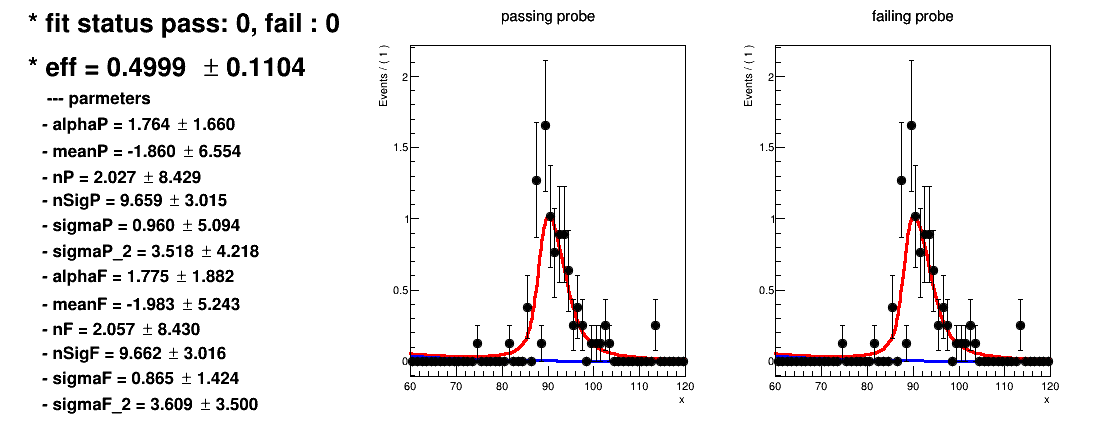 * fit status pass: 0, fail : 0
* eff = 0.4999 ± 0.1104
--- parmeters
- alphaP = 1.764 ± 1.660
- meanP = -1.860 ± 6.554
- nP = 2.027 ± 8.429
- nSigP = 9.659 ± 3.015
- sigmaP = 0.960 ± 5.094
- sigmaP_2 = 3.518 ± 4.218
- alphaF = 1.775 ± 1.882
- meanF = -1.983 ± 5.243
- nF = 2.057 ± 8.430
- nSigF = 9.662 ± 3.016
- sigmaF = 0.865 ± 1.424
- sigmaF_2 = 3.609 ± 3.500
passing probe
Events / ( 1 )
2
1.5
1
0.5
0
60 70 80 90 100 110 120
x
failing probe
Events / ( 1 )
2
1.5
1
0.5
0
60 70 80 90 100 110 120
x